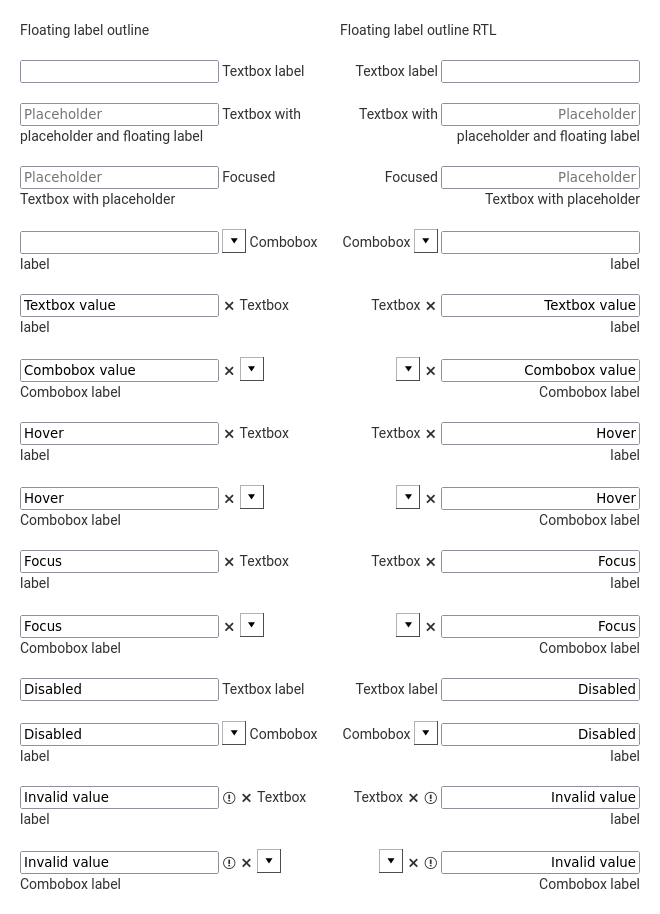 Floating label outline
Floating label outline RTL
Textbox label
Textbox label
Placeholder Textbox with
placeholder and floating label
Textbox with Placeholder
placeholder and floating label
Placeholder Focused
Textbox with placeholder
Focused Placeholder
Textbox with placeholder
Combobox
label
Combobox
label
Textbox value Textbox
label
Textbox Textbox value
label
Combobox value
Combobox label
Combobox value
Combobox label
Hover Textbox
label
Textbox Hover
label
Hover
Combobox label
Hover
Combobox label
Focus Textbox
label
Textbox Focus
label
Focus
Combobox label
Focus
Combobox label
Disabled Textbox label
Textbox label Disabled
Disabled Combobox
label
Combobox Disabled
label
Invalid value Textbox
label
Textbox Invalid value
label
Invalid value
Combobox label
Invalid value
Combobox label